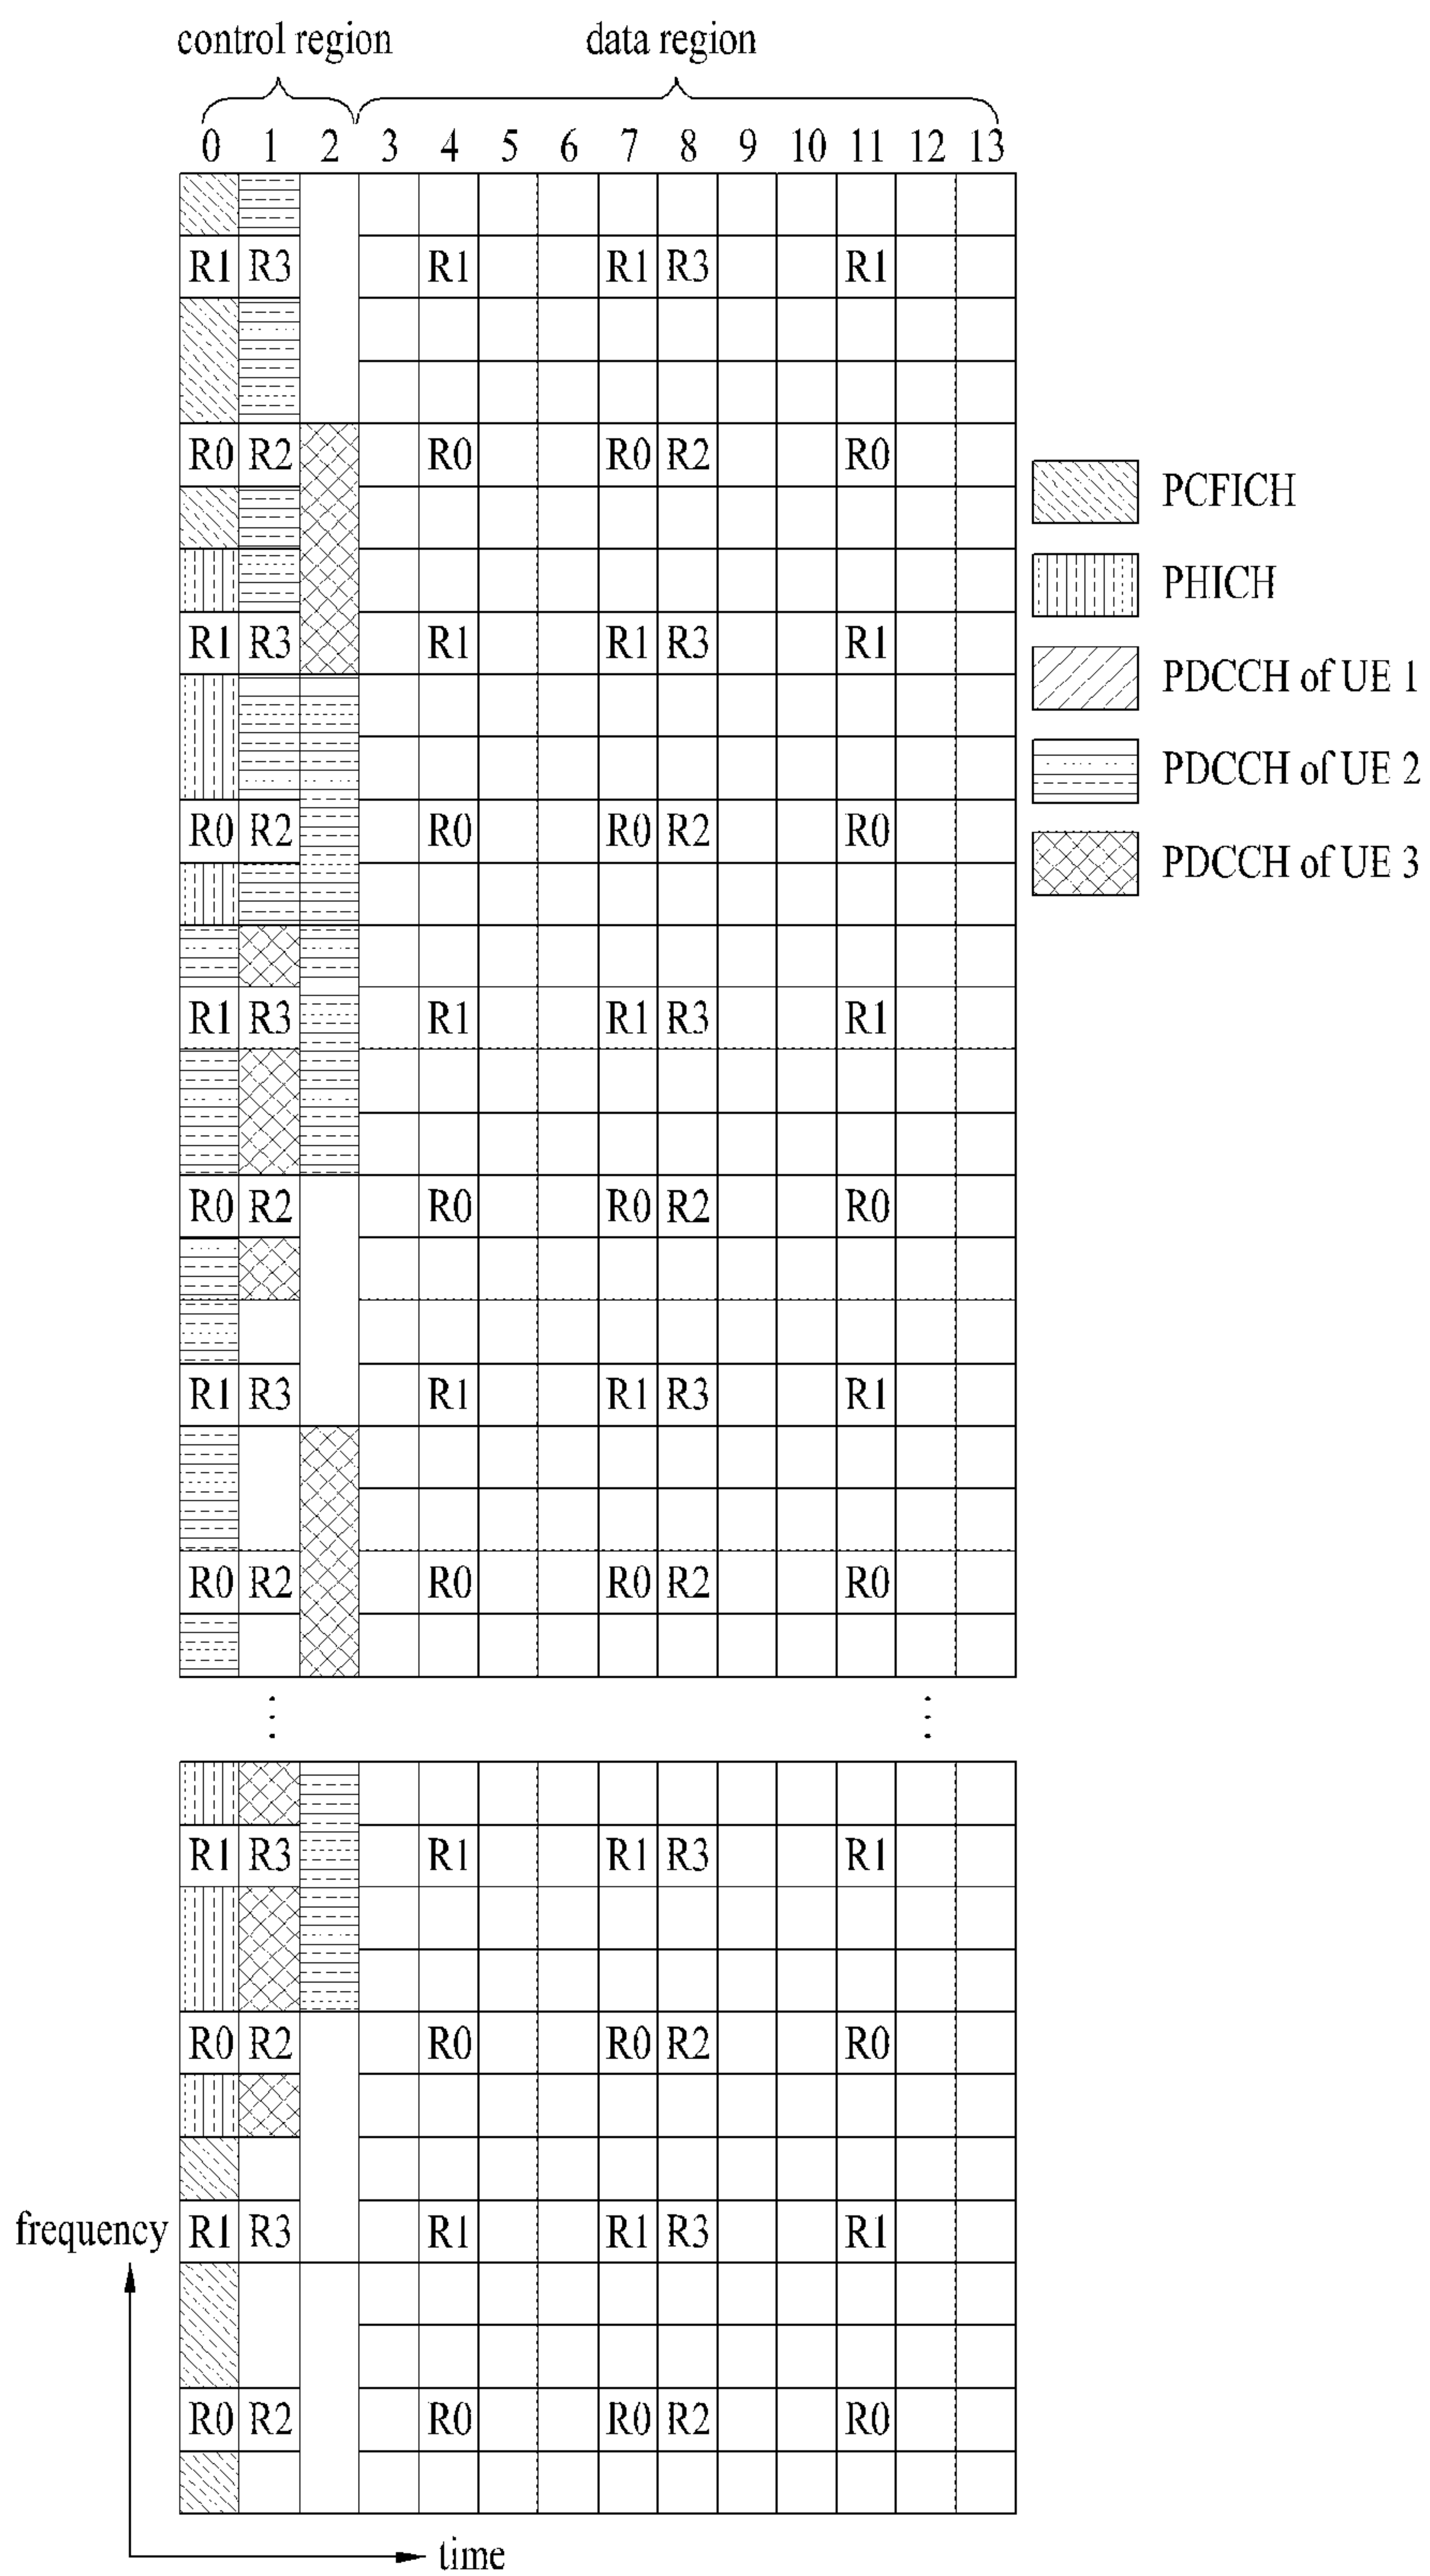 control region data region
0 1 2 3 4 5 6 7 8 9 10 11 12 13
R1 R3 R1 R1 R3 R1
R0 R2 R0 R0 R2 R0
PCFICH
PHICH
R1 R3 R1 R1 R3 R1
PDCCH of UE 1
PDCCH of UE 2
R0 R2 R0 R0 R2 R0
PDCCH of UE 3
R1 R3 R1 R1 R3 R1
R0 R2 R0 R0 R2 R0
R1 R3 R1 R1 R3 R1
R0 R2 R0 R0 R2 R0
R1 R3 R1 R1 R3 R1
R0 R2 R0 R0 R2 R0
frequency R1 R3 R1 R1 R3 R1
R0 R2 R0 R0 R2 R0
time